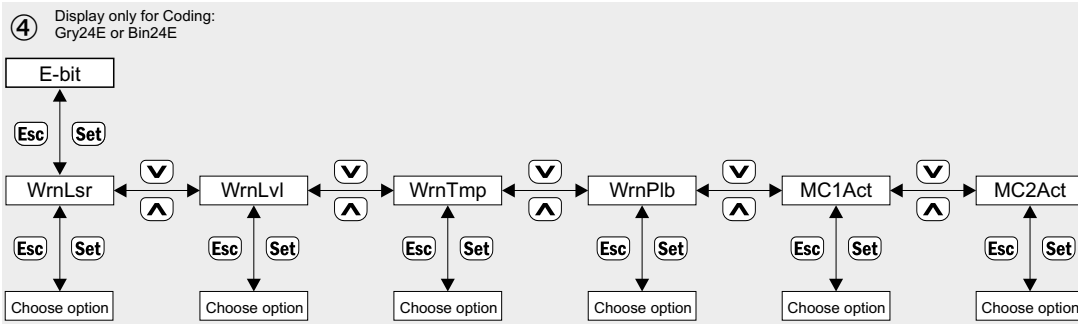 ④ Display only for Coding:
Gry24E or Bin24E
E-bit
Esc Set
WrnLsr WrnLvl WrnTmp WrnPlb MC1Act MC2Act
Esc Set Esc Set Esc Set Esc Set Esc Set Esc Set
Choose option Choose option Choose option Choose option Choose option Choose option